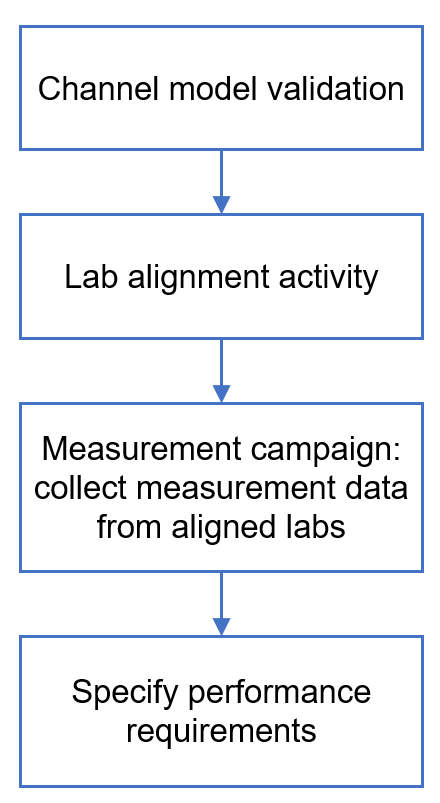 Channel model validation
Lab alignment activity
Measurement campaign:
collect measurement data
from aligned labs
Specify performance
requirements